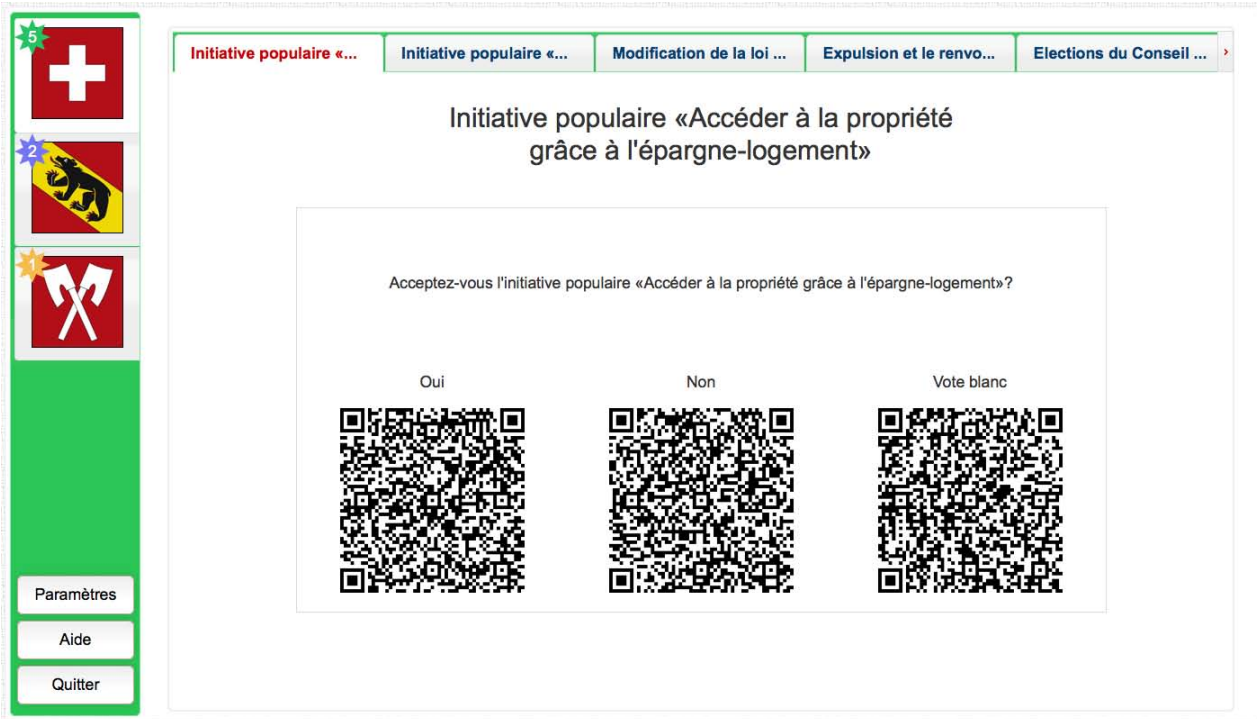 5
2
1
Initiative populaire «...
Initiative populaire «...
Modification de la loi ...
Expulsion et le renvo...
Elections du Conseil ...
Initiative populaire «Accéder à la propriété
grâce à l'épargne-logement»
Acceptez-vous l'initiative populaire «Accéder à la propriété grâce à l'épargne-logement»?
Oui
Non
Vote blanc
Paramètres
Aide
Quitter